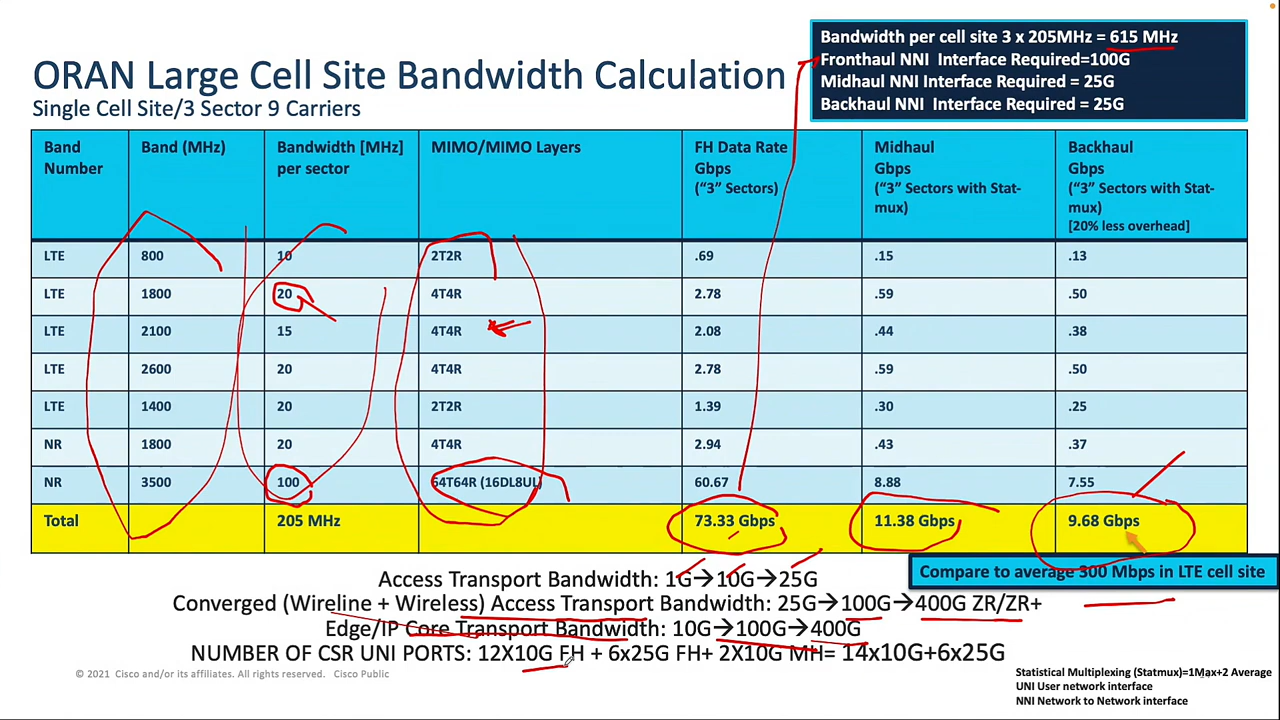 Bandwidth per cell site 3 x 205MHz = 615 MHz
Fronthaul NNI Interface Required=100G
Midhaul NNI Interface Required = 25G
Backhaul NNI Interface Required = 25G
ORAN Large Cell Site Bandwidth Calculation
Single Cell Site/3 Sector 9 Carriers
Band Number Band (MHz) Bandwidth [MHz] per sector MIMO/MIMO Layers FH Data Rate Gbps (“3” Sectors) Midhaul Gbps (“3” Sectors with Stat-mux) Backhaul Gbps (“3” Sectors with Stat-mux) [20% less overhead]
LTE 800 10 2T2R .69 .15 .13
LTE 1800 20 4T4R 2.78 .59 .50
LTE 2100 15 4T4R 2.08 .44 .38
LTE 2600 20 4T4R 2.78 .59 .50
LTE 1400 20 2T2R 1.39 .30 .25
NR 1800 20 4T4R 2.94 .43 .37
NR 3500 100 64T64R (16DL8UL) 60.67 8.88 7.55
Total 205 MHz 73.33 Gbps 11.38 Gbps 9.68 Gbps
Compare to average 300 Mbps in LTE cell site
Access Transport Bandwidth: 1G→10G→25G
Converged (Wireline + Wireless) Access Transport Bandwidth: 25G→100G→400G ZR/ZR+
Edge/IP Core Transport Bandwidth: 10G→100G→400G
NUMBER OF CSR UNI PORTS: 12X10G FH + 6x25G FH+ 2X10G MH= 14x10G+6x25G
© 2021 Cisco and/or its affiliates. All rights reserved. Cisco Public
Statistical Multiplexing (Statmux)=1Max+2 Average
UNI User network interface
NNI Network to Network interface